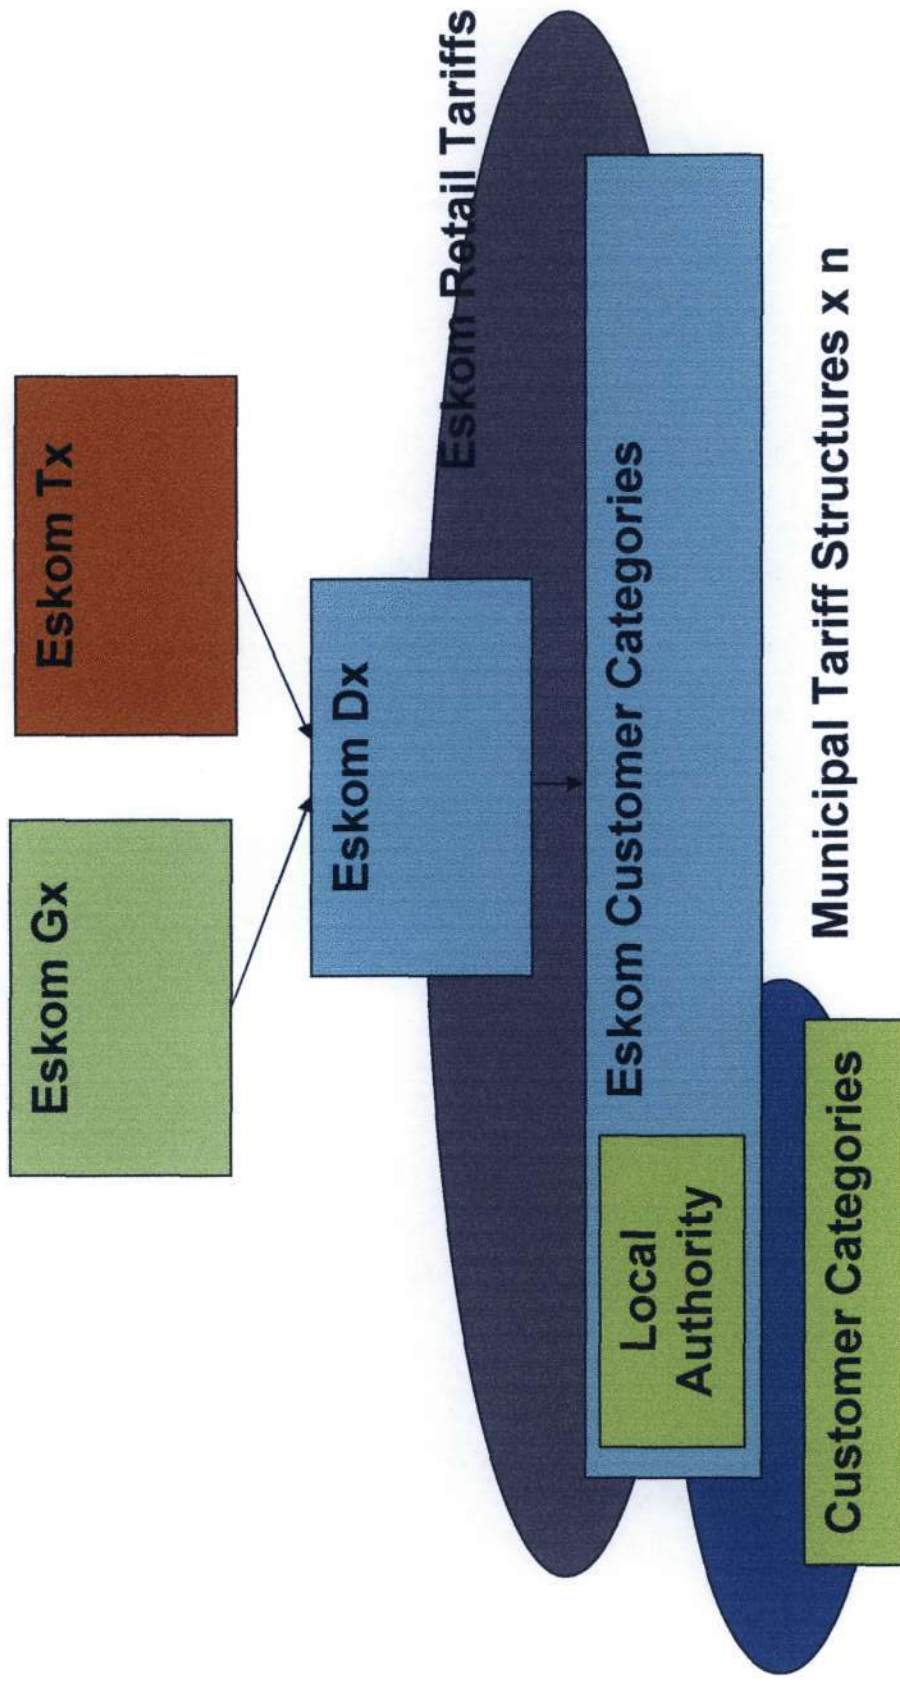 Eskom Gx
Eskom Tx
Eskom Dx
Eskom Retail Tariffs
Eskom Customer Categories
Local
Authority
Municipal Tariff Structures x n
Customer Categories